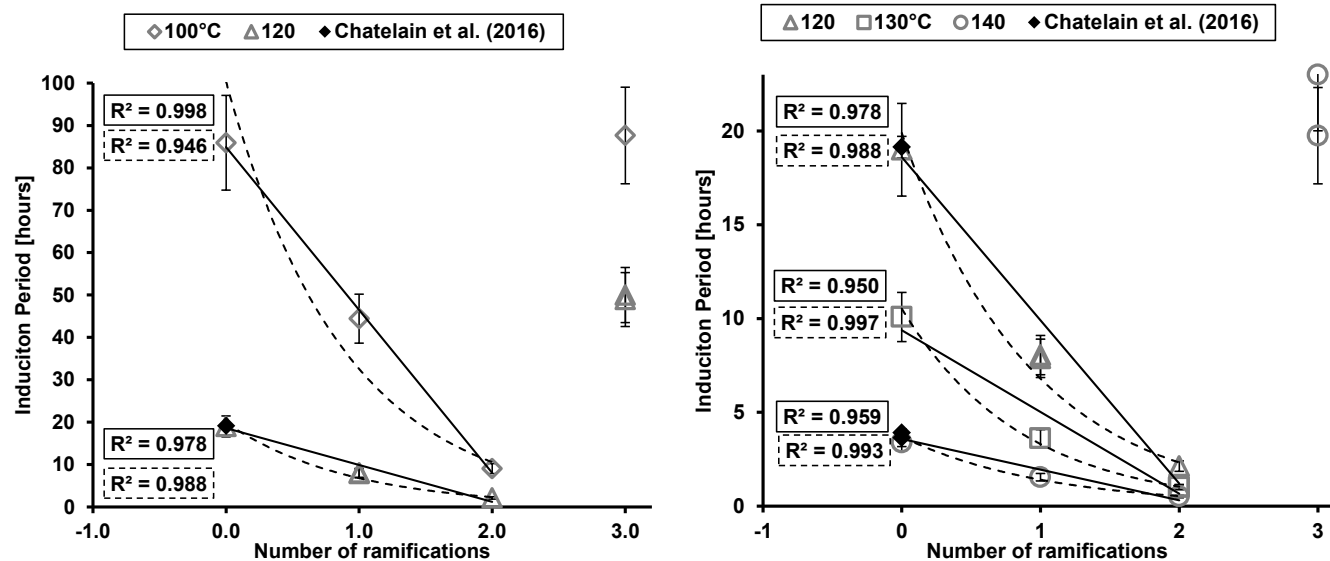 100°C 120 Chatelain et al. (2016)
100
90
80
70
60
50
40
30
20
10
0
R² = 0.998
R² = 0.946
R² = 0.978
R² = 0.988
-1.0 0.0 1.0 2.0 3.0
Number of ramifications
Induciton Period [hours]
120 130°C 140 Chatelain et al. (2016)
20
15
10
5
0
R² = 0.978
R² = 0.988
R² = 0.950
R² = 0.997
R² = 0.959
R² = 0.993
-1 0 1 2 3
Number of ramifications
Induciton Period [hours]